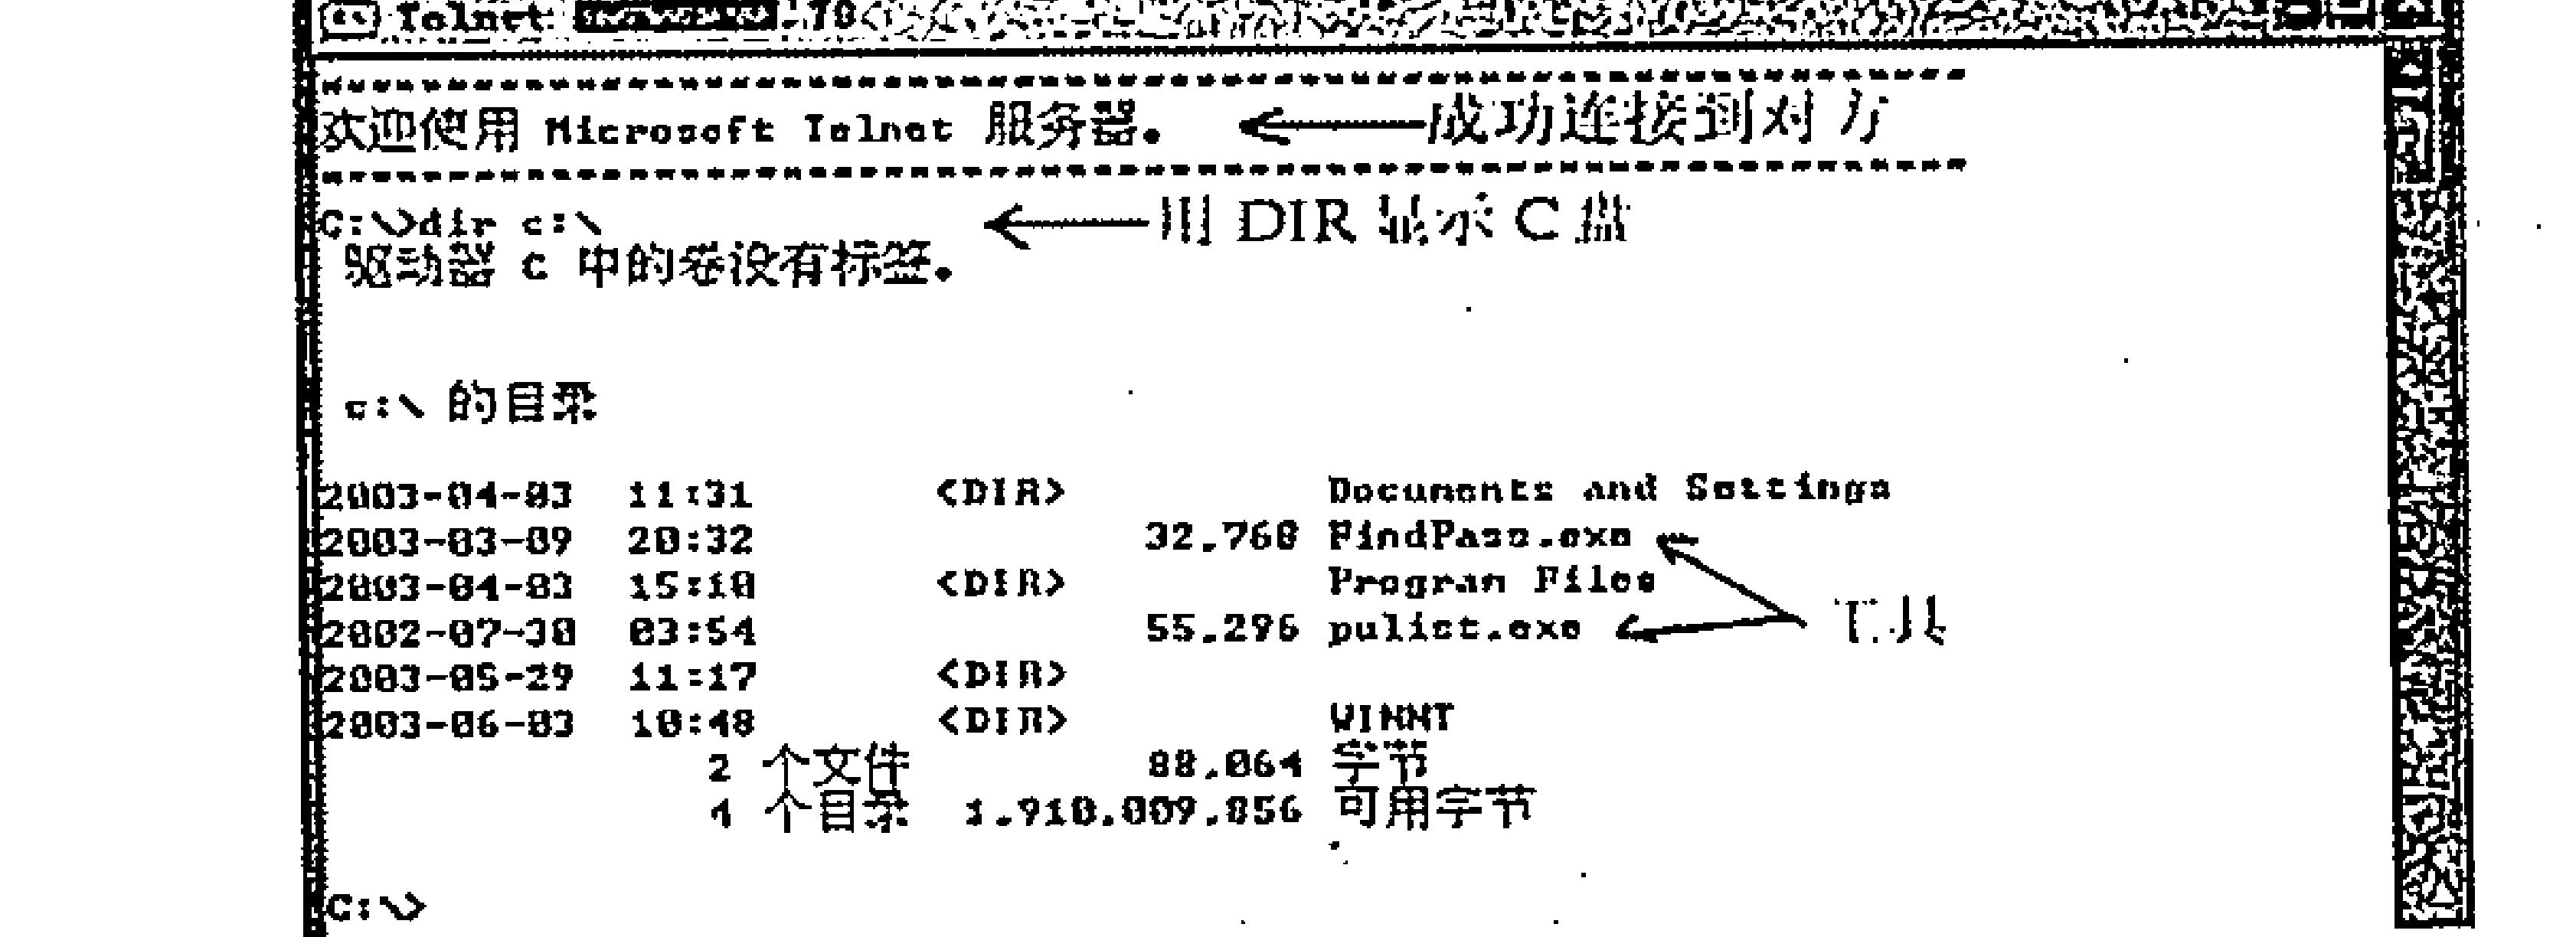 Telnet
欢迎使用 Microsoft Telnet 服务器。 成功连接到对方
C:\>dir c:\ 用 DIR 显示 C 盘
驱动器 C 中的卷没有标签。
c:\ 的目录
2003-04-03 11:31 <DIR> Documents and Settings
2003-03-09 20:32 32,768 FindPass.exe
2003-04-03 15:10 <DIR> Program Files
2002-07-30 03:54 55,296 pulist.exe 工具
2003-05-29 11:17 <DIR>
2003-06-03 10:48 <DIR> WINNT
2 个文件 88,064 字节
4 个目录 1,910,009,856 可用字节
C:\>